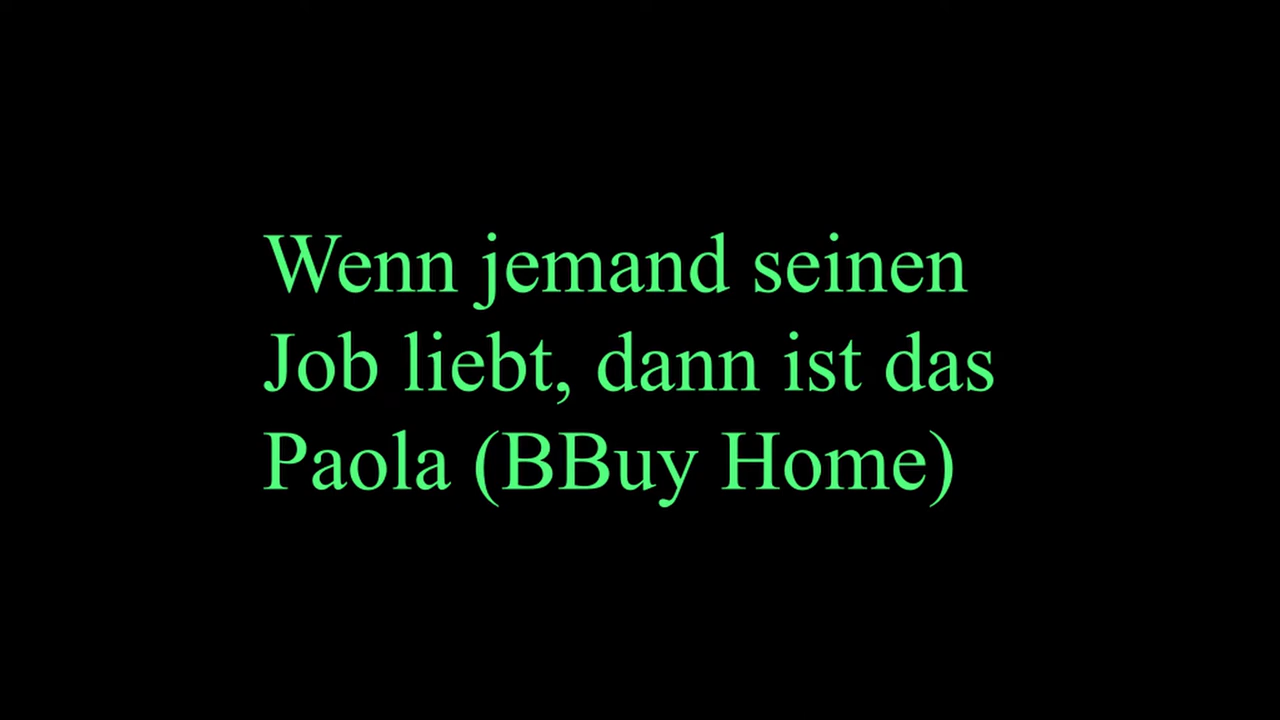 Wenn jemand seinen
Job liebt, dann ist das
Paola (BBuy Home)